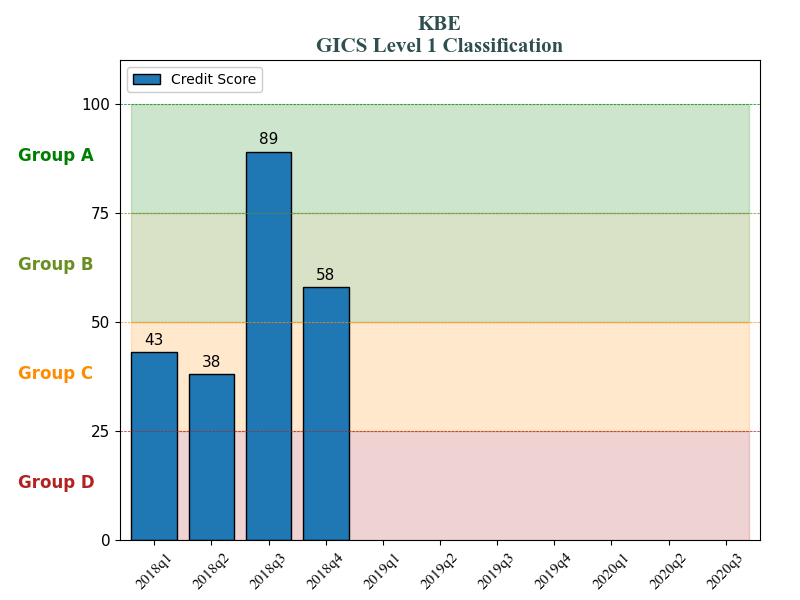 KBE
GICS Level 1 Classification
Credit Score
100
Group A
89
75
Group B
58
50
43
38
Group C
25
Group D
0
2018q1 2018q2 2018q3 2018q4 2019q1 2019q2 2019q3 2019q4 2020q1 2020q2 2020q3